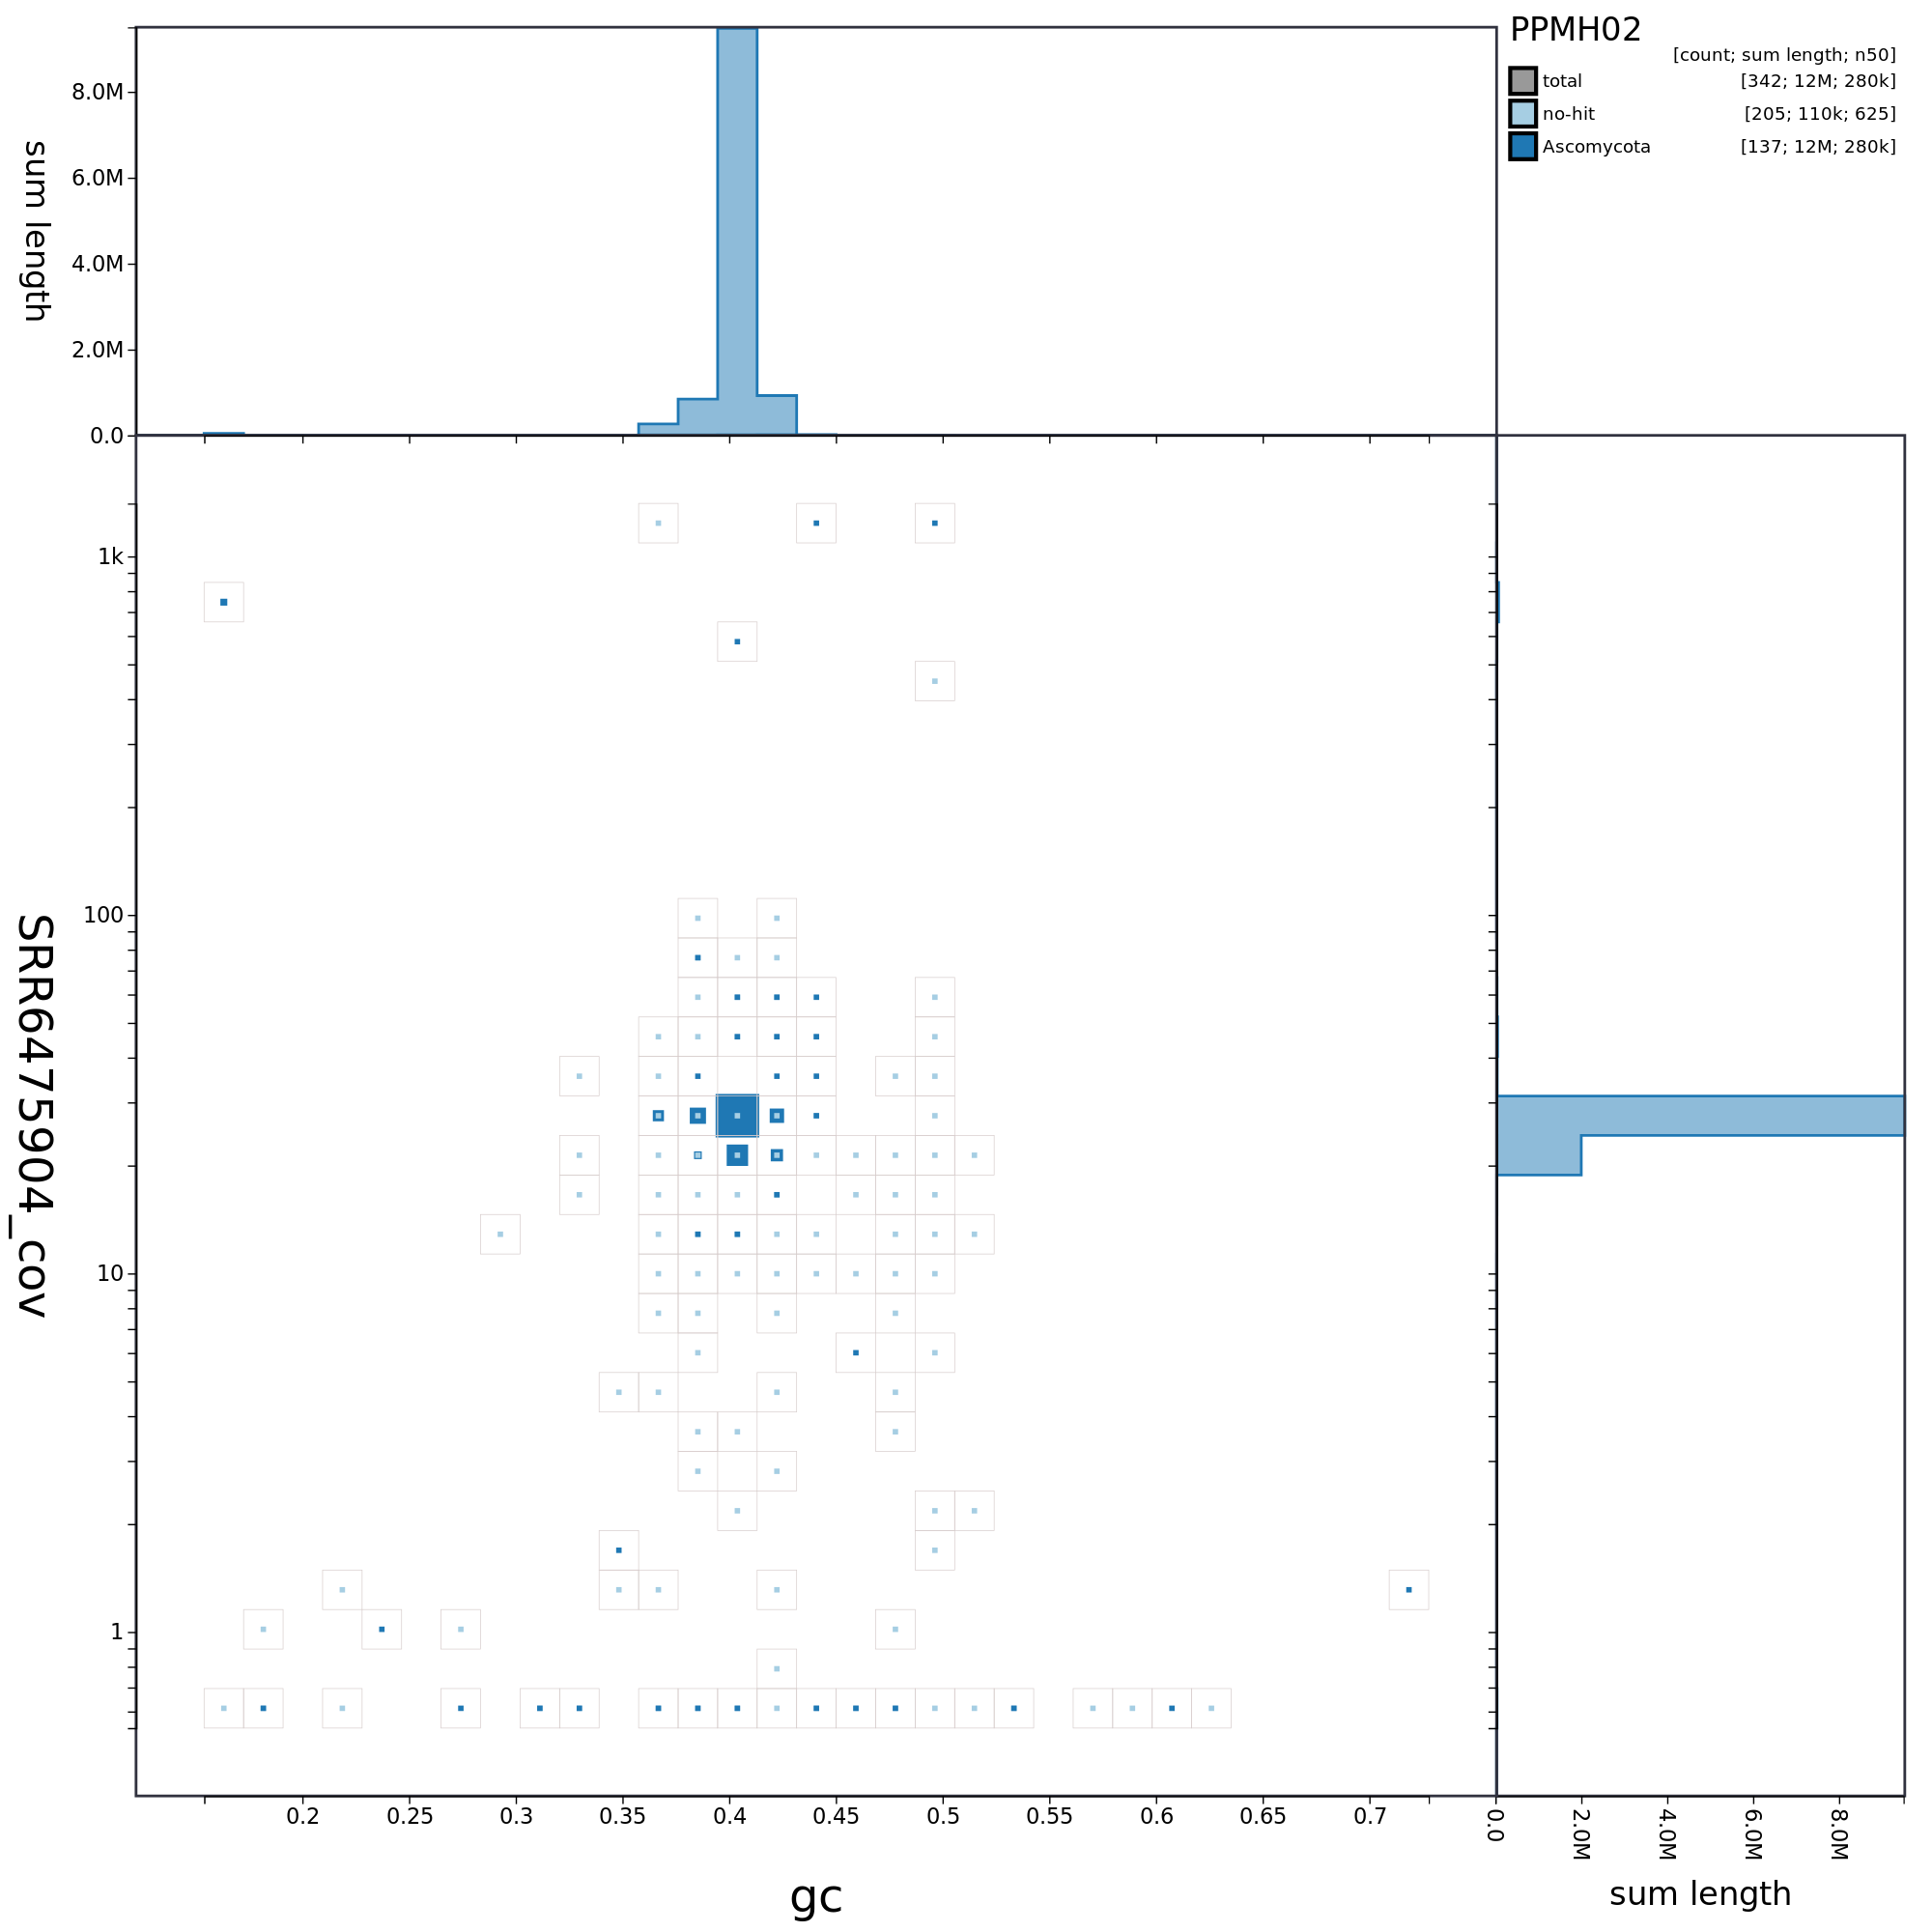 PPMH02
[count; sum length; n50]
total [342; 12M; 280k]
no-hit [205; 110k; 625]
Ascomycota [137; 12M; 280k]
sum length
8.0M
6.0M
4.0M
2.0M
0.0
SRR6475904_cov
1k
100
10
1
0.2 0.25 0.3 0.35 0.4 0.45 0.5 0.55 0.6 0.65 0.7
gc
0.0 2.0M 4.0M 6.0M 8.0M
sum length